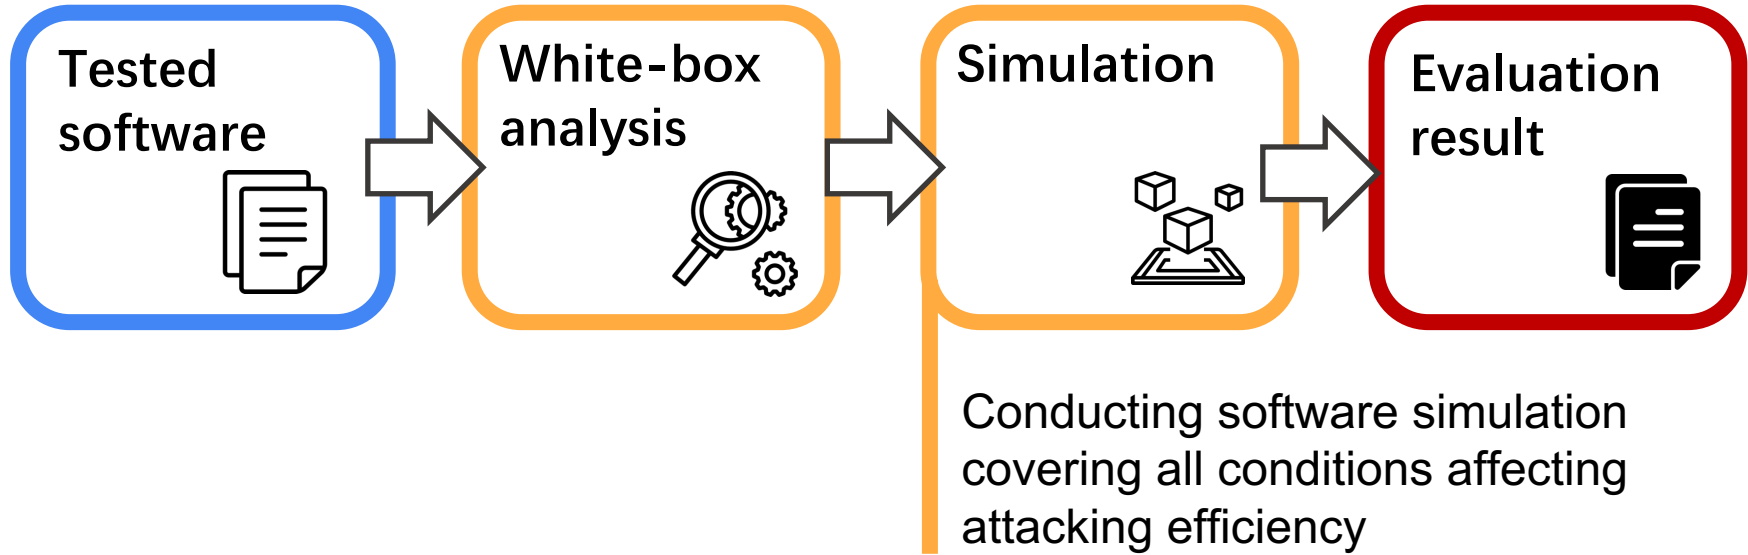 Tested
software
White-box
analysis
Simulation
Evaluation
result
Conducting software simulation
covering all conditions affecting
attacking efficiency